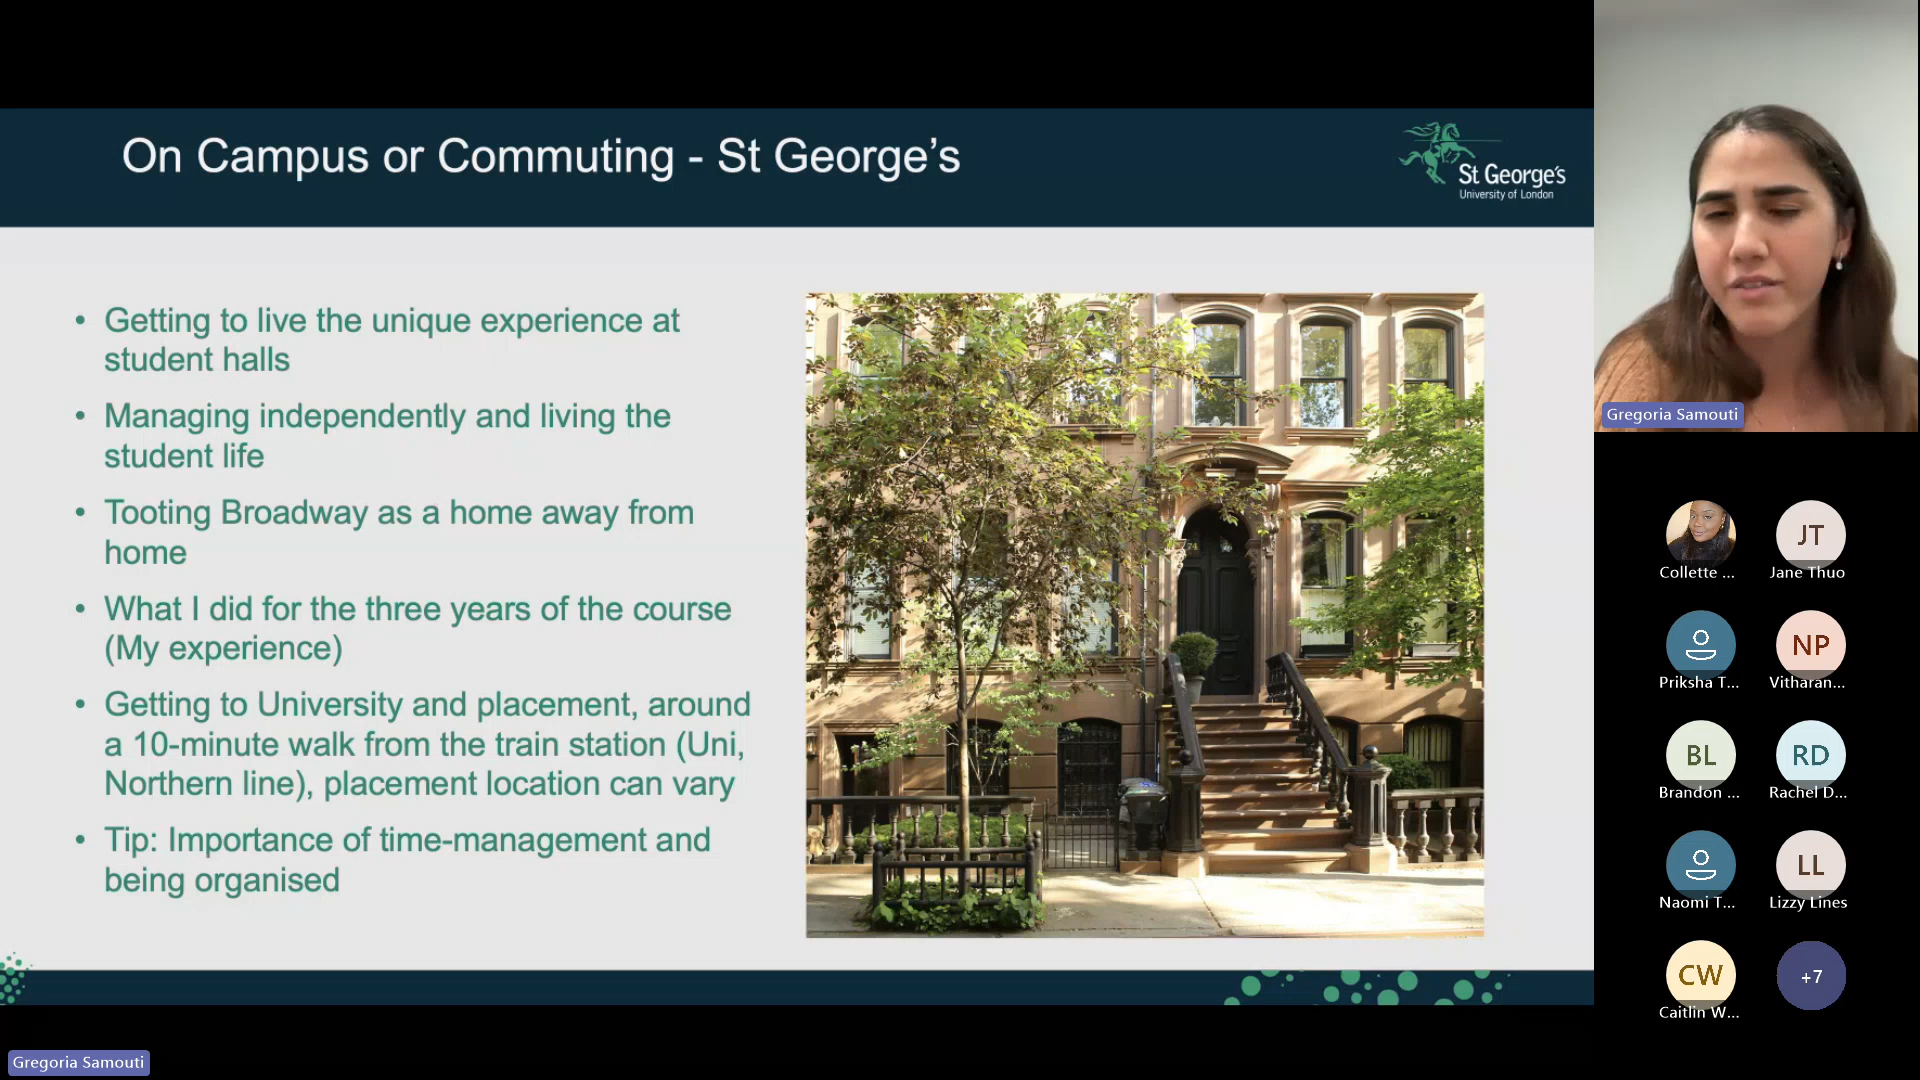 On Campus or Commuting - St George's
St George's
University of London
• Getting to live the unique experience at
student halls
• Managing independently and living the
student life
• Tooting Broadway as a home away from
home
• What I did for the three years of the course
(My experience)
• Getting to University and placement, around
a 10-minute walk from the train station (Uni,
Northern line), placement location can vary
• Tip: Importance of time-management and
being organised
74
Gregoria Samouti
Collette ...
JT
Jane Thuo
Priksha T...
NP
Vitharan...
BL
Brandon ...
RD
Rachel D...
Naomi T...
LL
Lizzy Lines
CW
Caitlin W...
+7
Gregoria Samouti